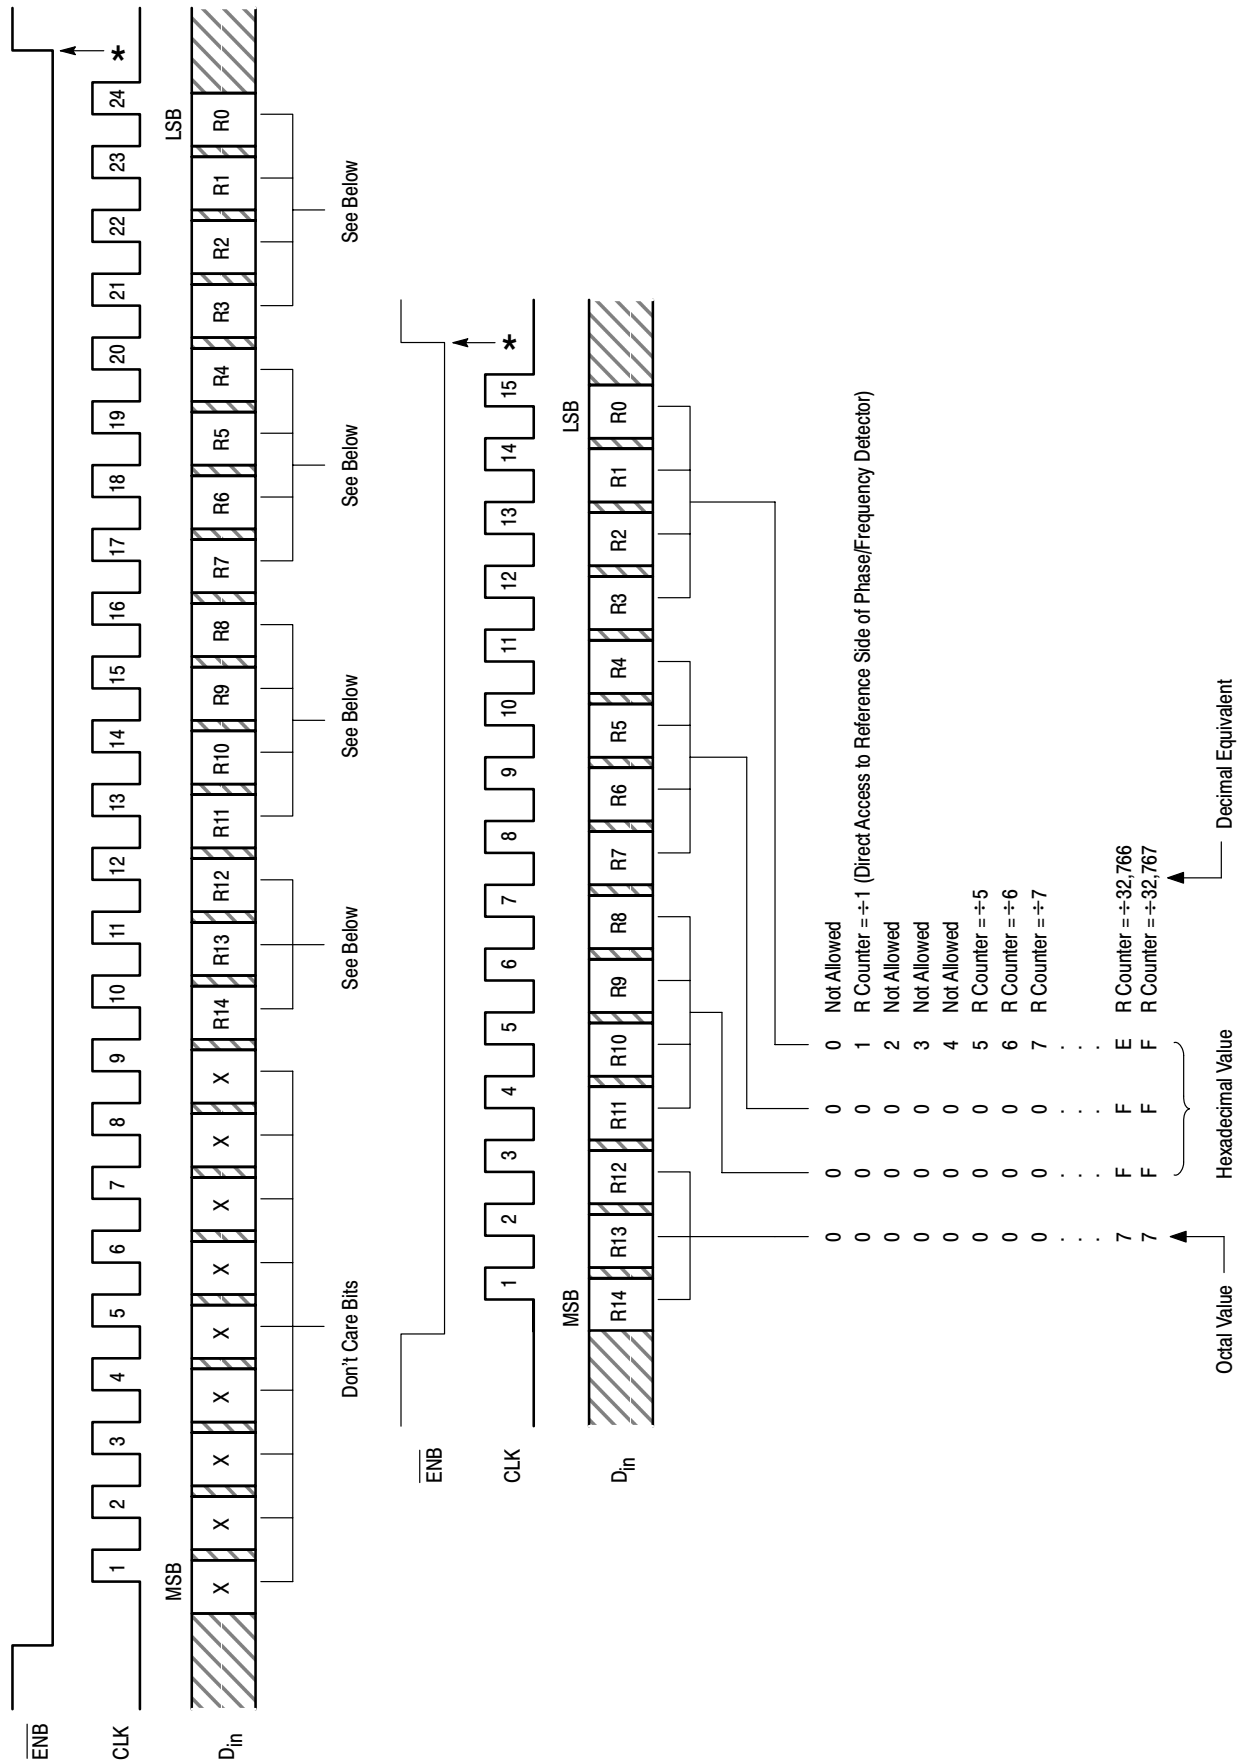 ENB
CLK 1 2 3 4 5 6 7 8 9 10 11 12 13 14 15 16 17 18 19 20 21 22 23 24 *
MSB LSB
Din X X X X X X X X X R14 R13 R12 R11 R10 R9 R8 R7 R6 R5 R4 R3 R2 R1 R0
Don't Care Bits See Below See Below See Below See Below
ENB
CLK 1 2 3 4 5 6 7 8 9 10 11 12 13 14 15 *
MSB LSB
Din R14 R13 R12 R11 R10 R9 R8 R7 R6 R5 R4 R3 R2 R1 R0
0 0 0 0 Not Allowed
0 0 0 1 R Counter = ÷1 (Direct Access to Reference Side of Phase/Frequency Detector)
0 0 0 2 Not Allowed
0 0 0 3 Not Allowed
0 0 0 4 Not Allowed
0 0 0 5 R Counter = ÷5
0 0 0 6 R Counter = ÷6
0 0 0 7 R Counter = ÷7
. . . .
. . . .
7 F F E R Counter = ÷32,766
7 F F F R Counter = ÷32,767
Octal Value Hexadecimal Value Decimal Equivalent